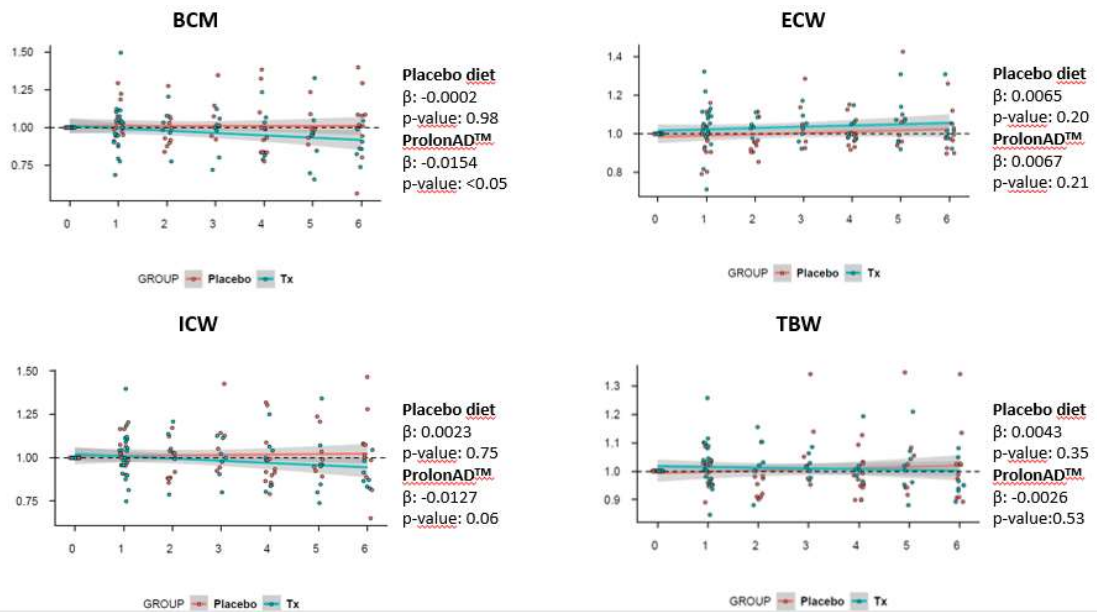 BCM
1.50
1.25
1.00
0.75
0 1 2 3 4 5 6
GROUP Placebo Tx
Placebo diet
β: -0.0002
p-value: 0.98
ProlonAD™
β: -0.0154
p-value: <0.05
ECW
1.4
1.2
1.0
0.8
0 1 2 3 4 5 6
GROUP Placebo Tx
Placebo diet
β: 0.0065
p-value: 0.20
ProlonAD™
β: 0.0067
p-value: 0.21
ICW
1.50
1.25
1.00
0.75
0 1 2 3 4 5 6
GROUP Placebo Tx
Placebo diet
β: 0.0023
p-value: 0.75
ProlonAD™
β: -0.0127
p-value: 0.06
TBW
1.3
1.2
1.1
1.0
0.9
0 1 2 3 4 5 6
GROUP Placebo Tx
Placebo diet
β: 0.0043
p-value: 0.35
ProlonAD™
β: -0.0026
p-value:0.53